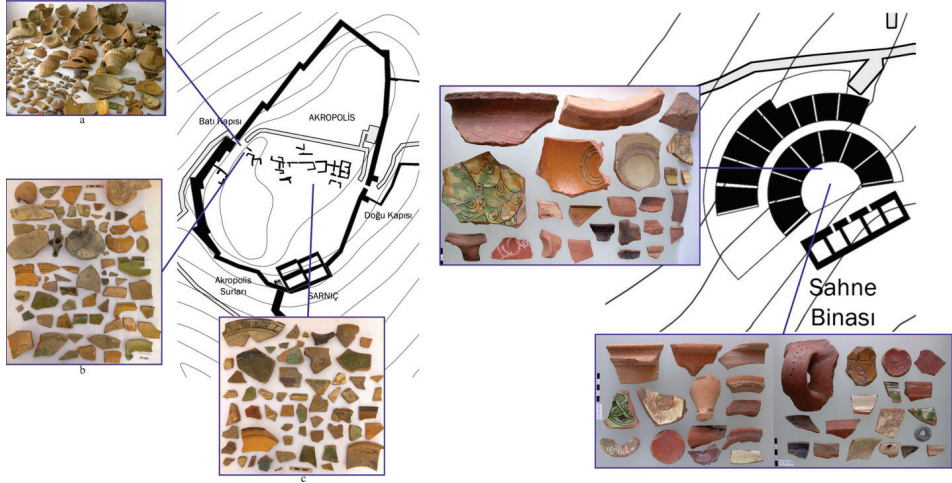 a
Batı Kapısı
AKROPOLİS
Doğu Kapısı
Akropolis
Surları
SARNIÇ
b
c
Sahne
Binası